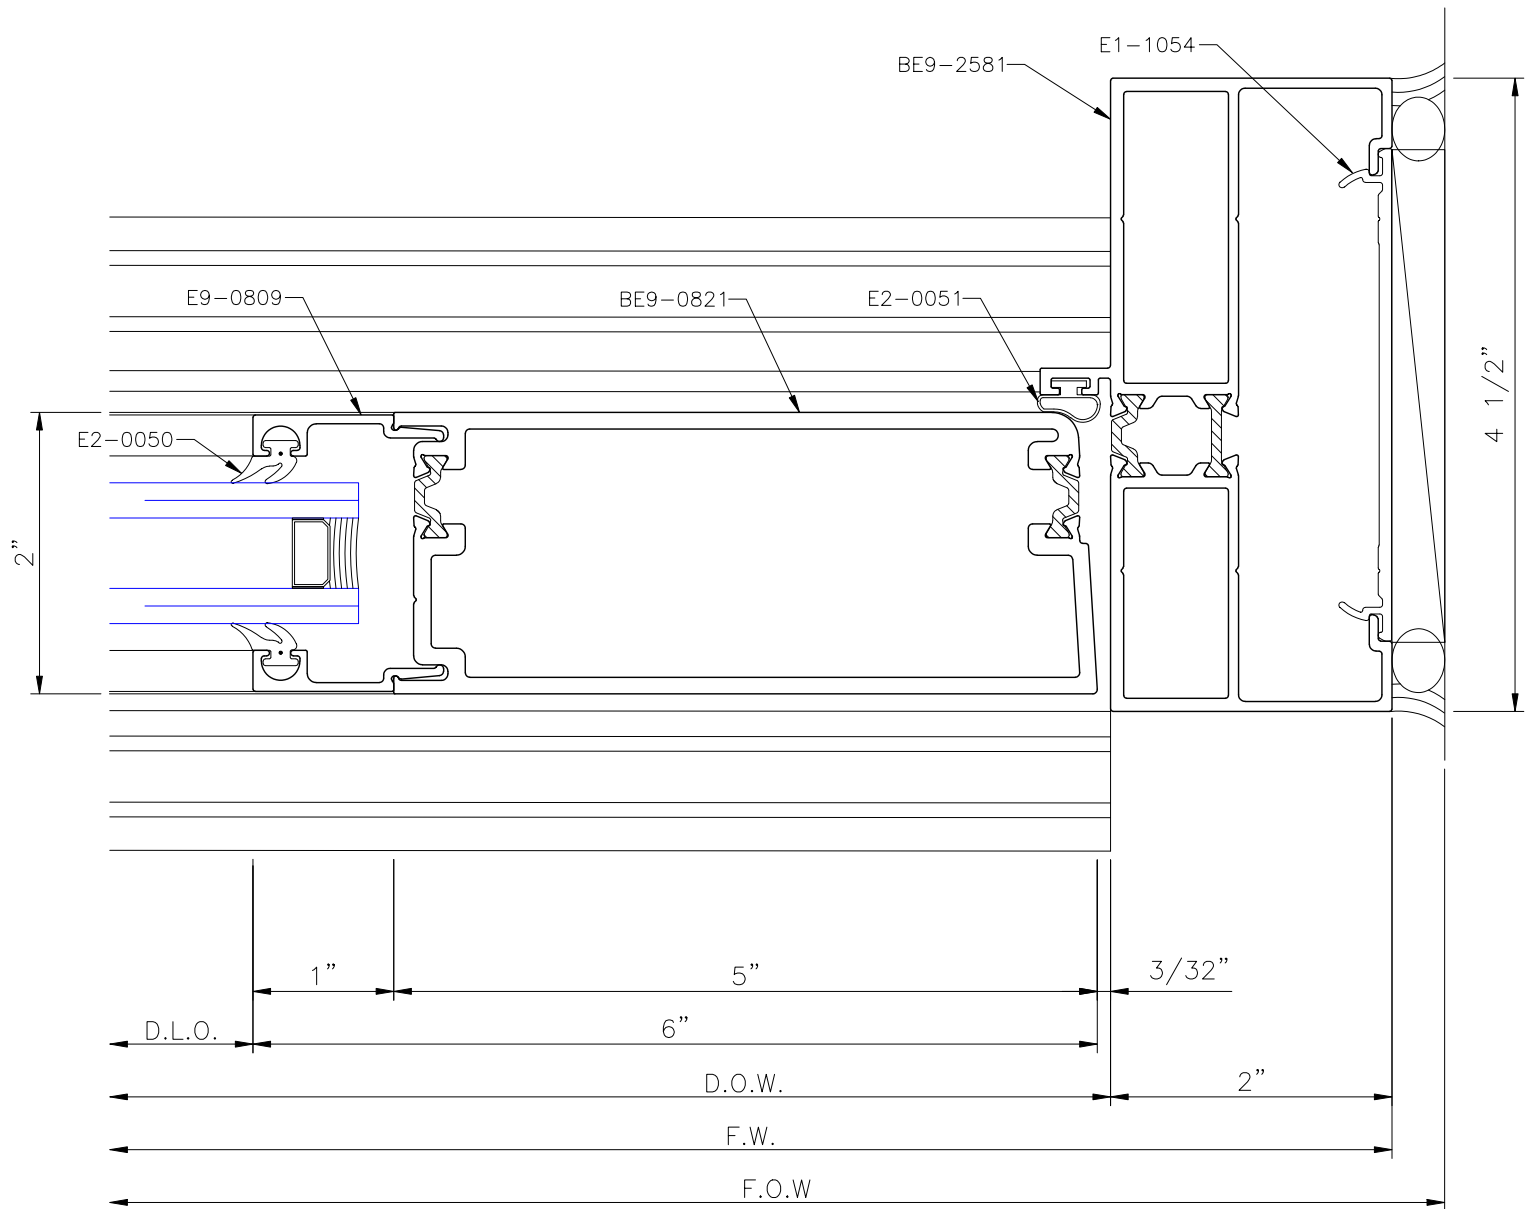 E1-1054
BE9-2581
E9-0809
BE9-0821
E2-0051
E2-0050
4 1/2"
2"
1"
5"
3/32"
D.L.O.
6"
D.O.W.
2"
F.W.
F.O.W